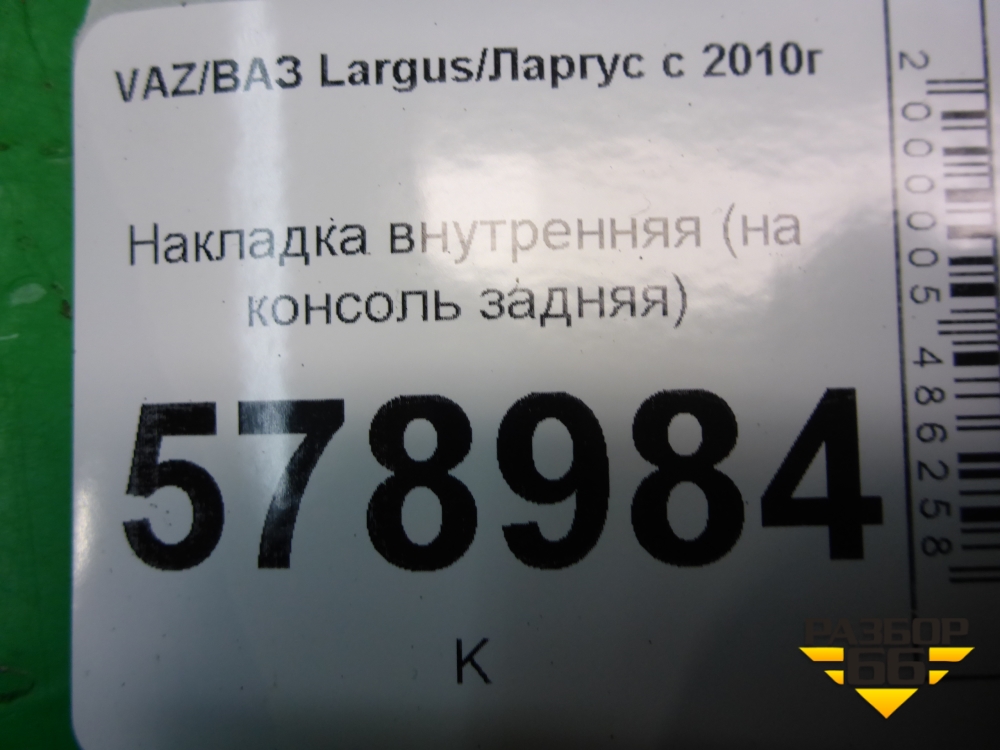 VAZ/ВАЗ Largus/Ларгус с 2010г
Накладка внутренняя (на
консоль задняя)
578984
К
2000005486258
РАЗБОР
66